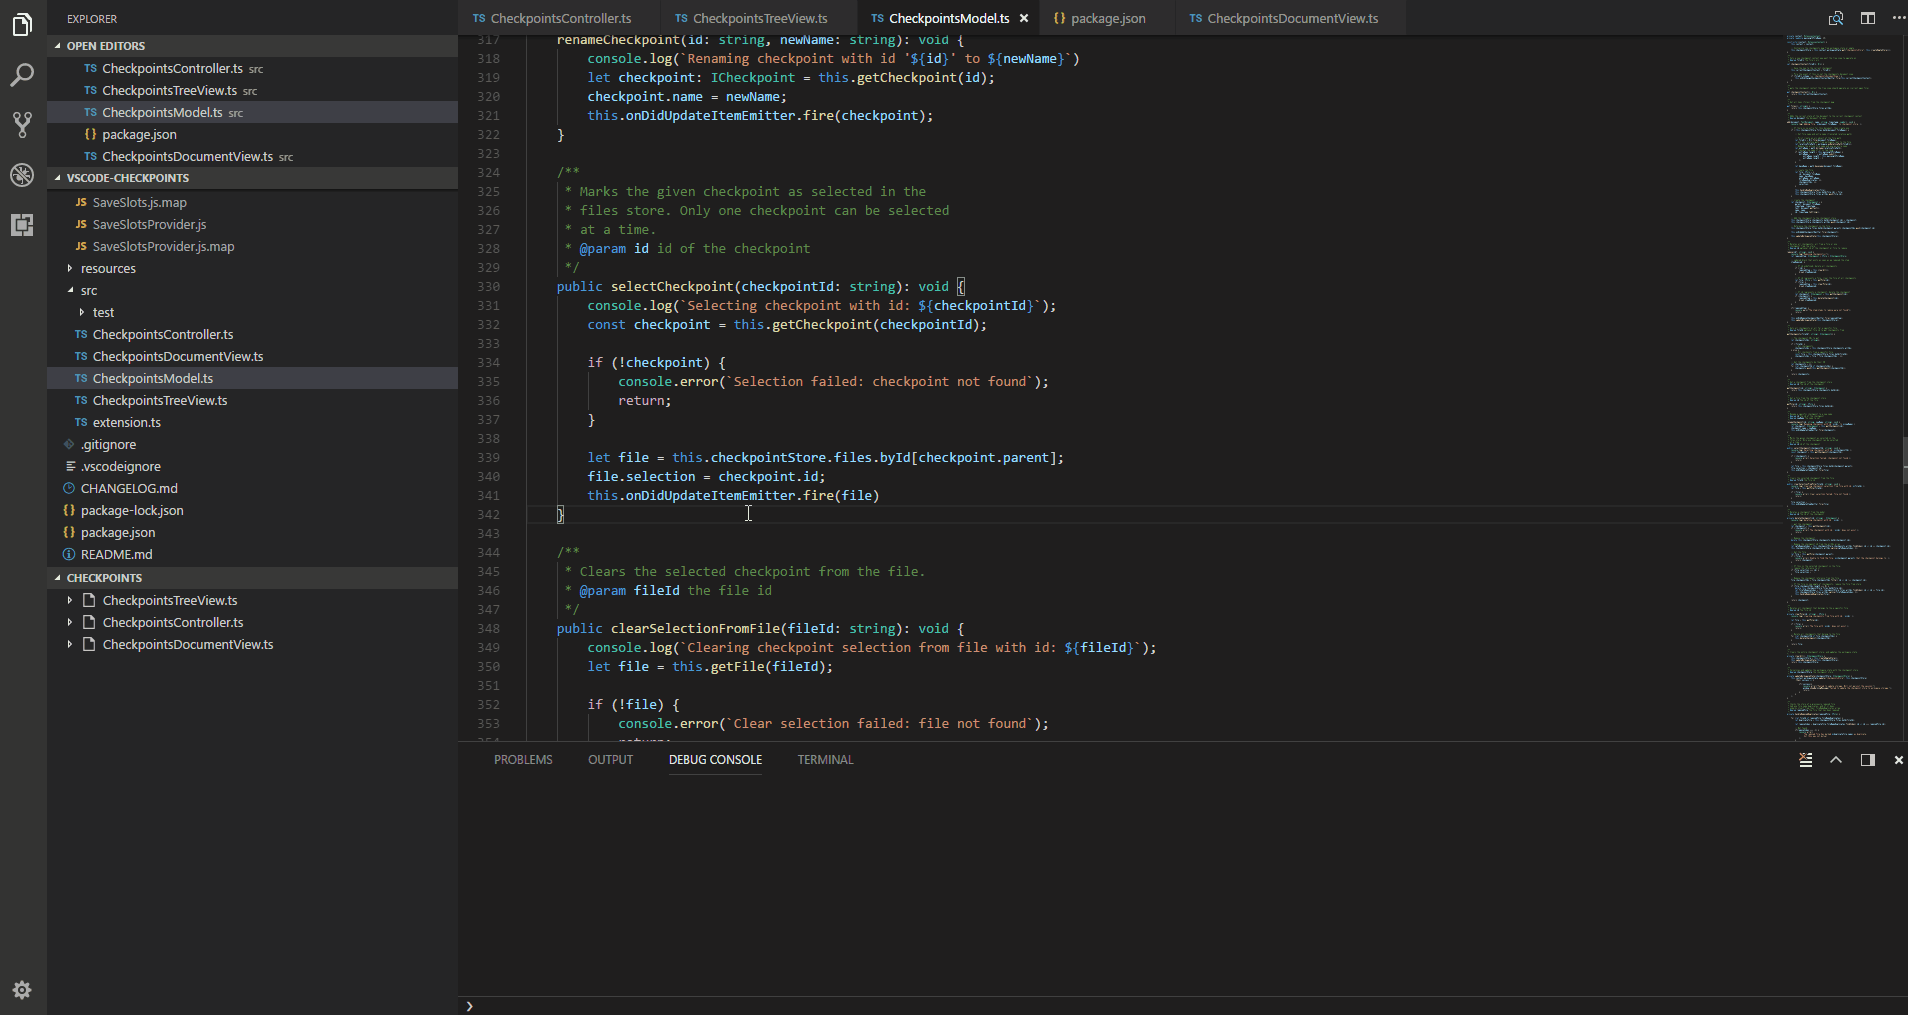 EXPLORER
OPEN EDITORS
TS CheckpointsController.ts src
TS CheckpointsTreeView.ts src
TS CheckpointsModel.ts src
{} package.json
TS CheckpointsDocumentView.ts src
VSCODE-CHECKPOINTS
JS SaveSlots.js.map
JS SaveSlotsProvider.js
JS SaveSlotsProvider.js.map
resources
src
test
TS CheckpointsController.ts
TS CheckpointsDocumentView.ts
TS CheckpointsModel.ts
TS CheckpointsTreeView.ts
TS extension.ts
.gitignore
.vscodeignore
CHANGELOG.md
{} package-lock.json
{} package.json
README.md
CHECKPOINTS
CheckpointsTreeView.ts
CheckpointsController.ts
CheckpointsDocumentView.ts
TS CheckpointsController.ts TS CheckpointsTreeView.ts TS CheckpointsModel.ts × {} package.json TS CheckpointsDocumentView.ts
317 renameCheckpoint(id: string, newName: string): void {
318 console.log(`Renaming checkpoint with id '${id}' to ${newName}`)
319 let checkpoint: ICheckpoint = this.getCheckpoint(id);
320 checkpoint.name = newName;
321 this.onDidUpdateItemEmitter.fire(checkpoint);
322 }
323
324 /**
325 * Marks the given checkpoint as selected in the
326 * files store. Only one checkpoint can be selected
327 * at a time.
328 * @param id id of the checkpoint
329 */
330 public selectCheckpoint(checkpointId: string): void {
331 console.log(`Selecting checkpoint with id: ${checkpointId}`);
332 const checkpoint = this.getCheckpoint(checkpointId);
333
334 if (!checkpoint) {
335 console.error(`Selection failed: checkpoint not found`);
336 return;
337 }
338
339 let file = this.checkpointStore.files.byId[checkpoint.parent];
340 file.selection = checkpoint.id;
341 this.onDidUpdateItemEmitter.fire(file)
342 }
343
344 /**
345 * Clears the selected checkpoint from the file.
346 * @param fileId the file id
347 */
348 public clearSelectionFromFile(fileId: string): void {
349 console.log(`Clearing checkpoint selection from file with id: ${fileId}`);
350 let file = this.getFile(fileId);
351
352 if (!file) {
353 console.error(`Clear selection failed: file not found`);
PROBLEMS OUTPUT DEBUG CONSOLE TERMINAL